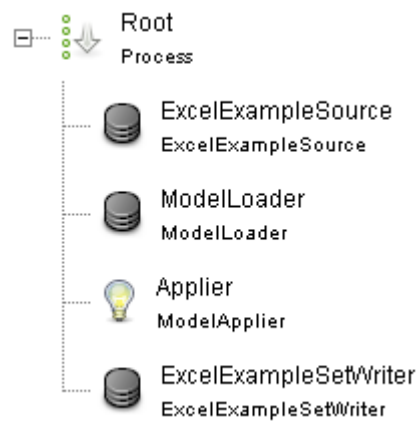 Root
Process
ExcelExampleSource
ExcelExampleSource
ModelLoader
ModelLoader
Applier
ModelApplier
ExcelExampleSetWriter
ExcelExampleSetWriter